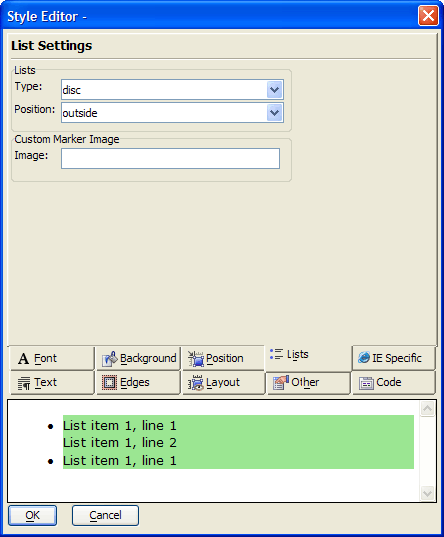 Style Editor -
List Settings
Lists
Type: disc
Position: outside
Custom Marker Image
Image:
Font Background Position Lists IE Specific
Text Edges Layout Other Code
List item 1, line 1
List item 1, line 2
List item 1, line 1
OK Cancel